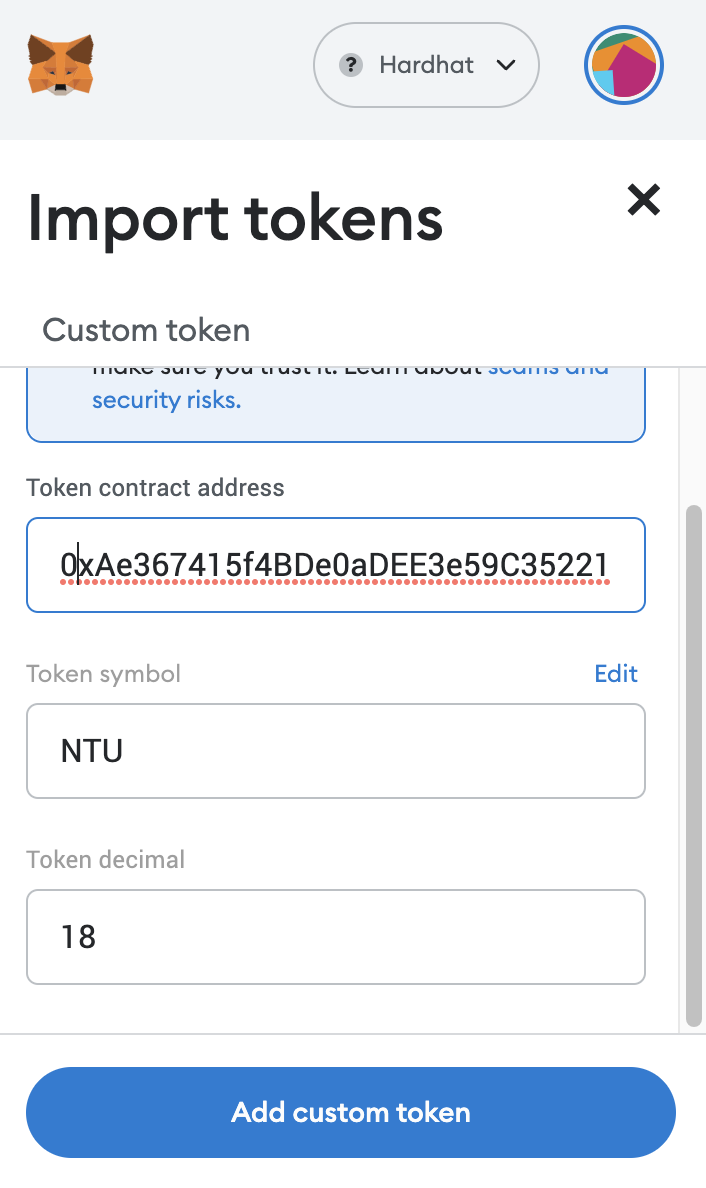 ? Hardhat
Import tokens
Custom token
make sure you trust it. Learn about scams and
security risks.
Token contract address
0xAe367415f4BDe0aDEE3e59C35221
Token symbol
Edit
NTU
Token decimal
18
Add custom token